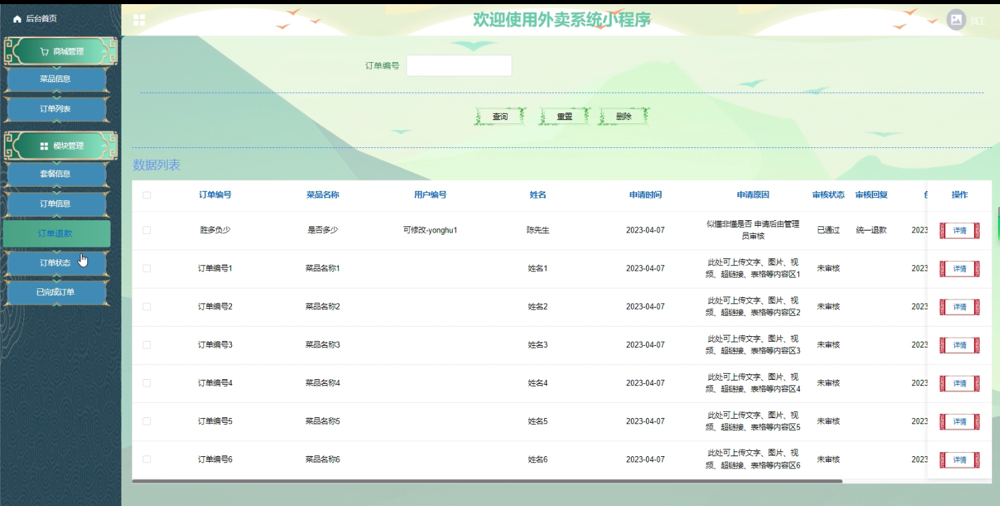 后台首页
欢迎使用外卖系统小程序
员工
商城管理
菜品信息
订单列表
模块管理
套餐信息
订单信息
订单退款
订单状态
已完成订单
订单编号
查询 重置 删除
数据列表
订单编号 菜品名称 用户编号 姓名 申请时间 申请原因 审核状态 审核回复 操作
胜多负少 是否多少 可修改-yonghu1 陈先生 2023-04-07 似懂非懂是否 申请后由管理 已通过 统一退款 2023 详情
员审核
订单编号1 菜品名称1 姓名1 2023-04-07 此处可上传文字、图片、视 未审核 2023 详情
频、超链接、表格等内容区1
订单编号2 菜品名称2 姓名2 2023-04-07 此处可上传文字、图片、视 未审核 2023 详情
频、超链接、表格等内容区2
订单编号3 菜品名称3 姓名3 2023-04-07 此处可上传文字、图片、视 未审核 2023 详情
频、超链接、表格等内容区3
订单编号4 菜品名称4 姓名4 2023-04-07 此处可上传文字、图片、视 未审核 2023 详情
频、超链接、表格等内容区4
订单编号5 菜品名称5 姓名5 2023-04-07 此处可上传文字、图片、视 未审核 2023 详情
频、超链接、表格等内容区5
订单编号6 菜品名称6 姓名6 2023-04-07 此处可上传文字、图片、视 未审核 2023 详情
频、超链接、表格等内容区6